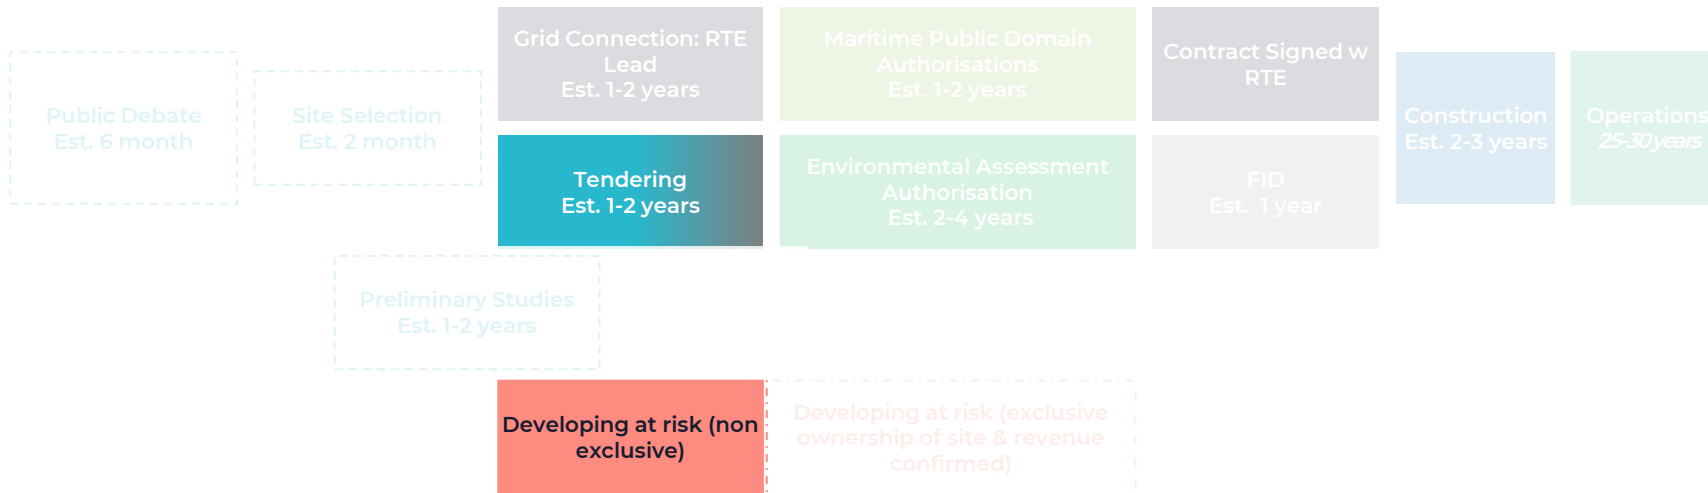 Public Debate
Est. 6 month
Site Selection
Est. 2 month
Grid Connection: RTE
Lead
Est. 1-2 years
Maritime Public Domain
Authorisations
Est. 1-2 years
Contract Signed w
RTE
Construction
Est. 2-3 years
Operations
25-30 years
Tendering
Est. 1-2 years
Environmental Assessment
Authorisation
Est. 2-4 years
FID
Est. 1 year
Preliminary Studies
Est. 1-2 years
Developing at risk (non
exclusive)
Developing at risk (exclusive
ownership of site & revenue
confirmed)